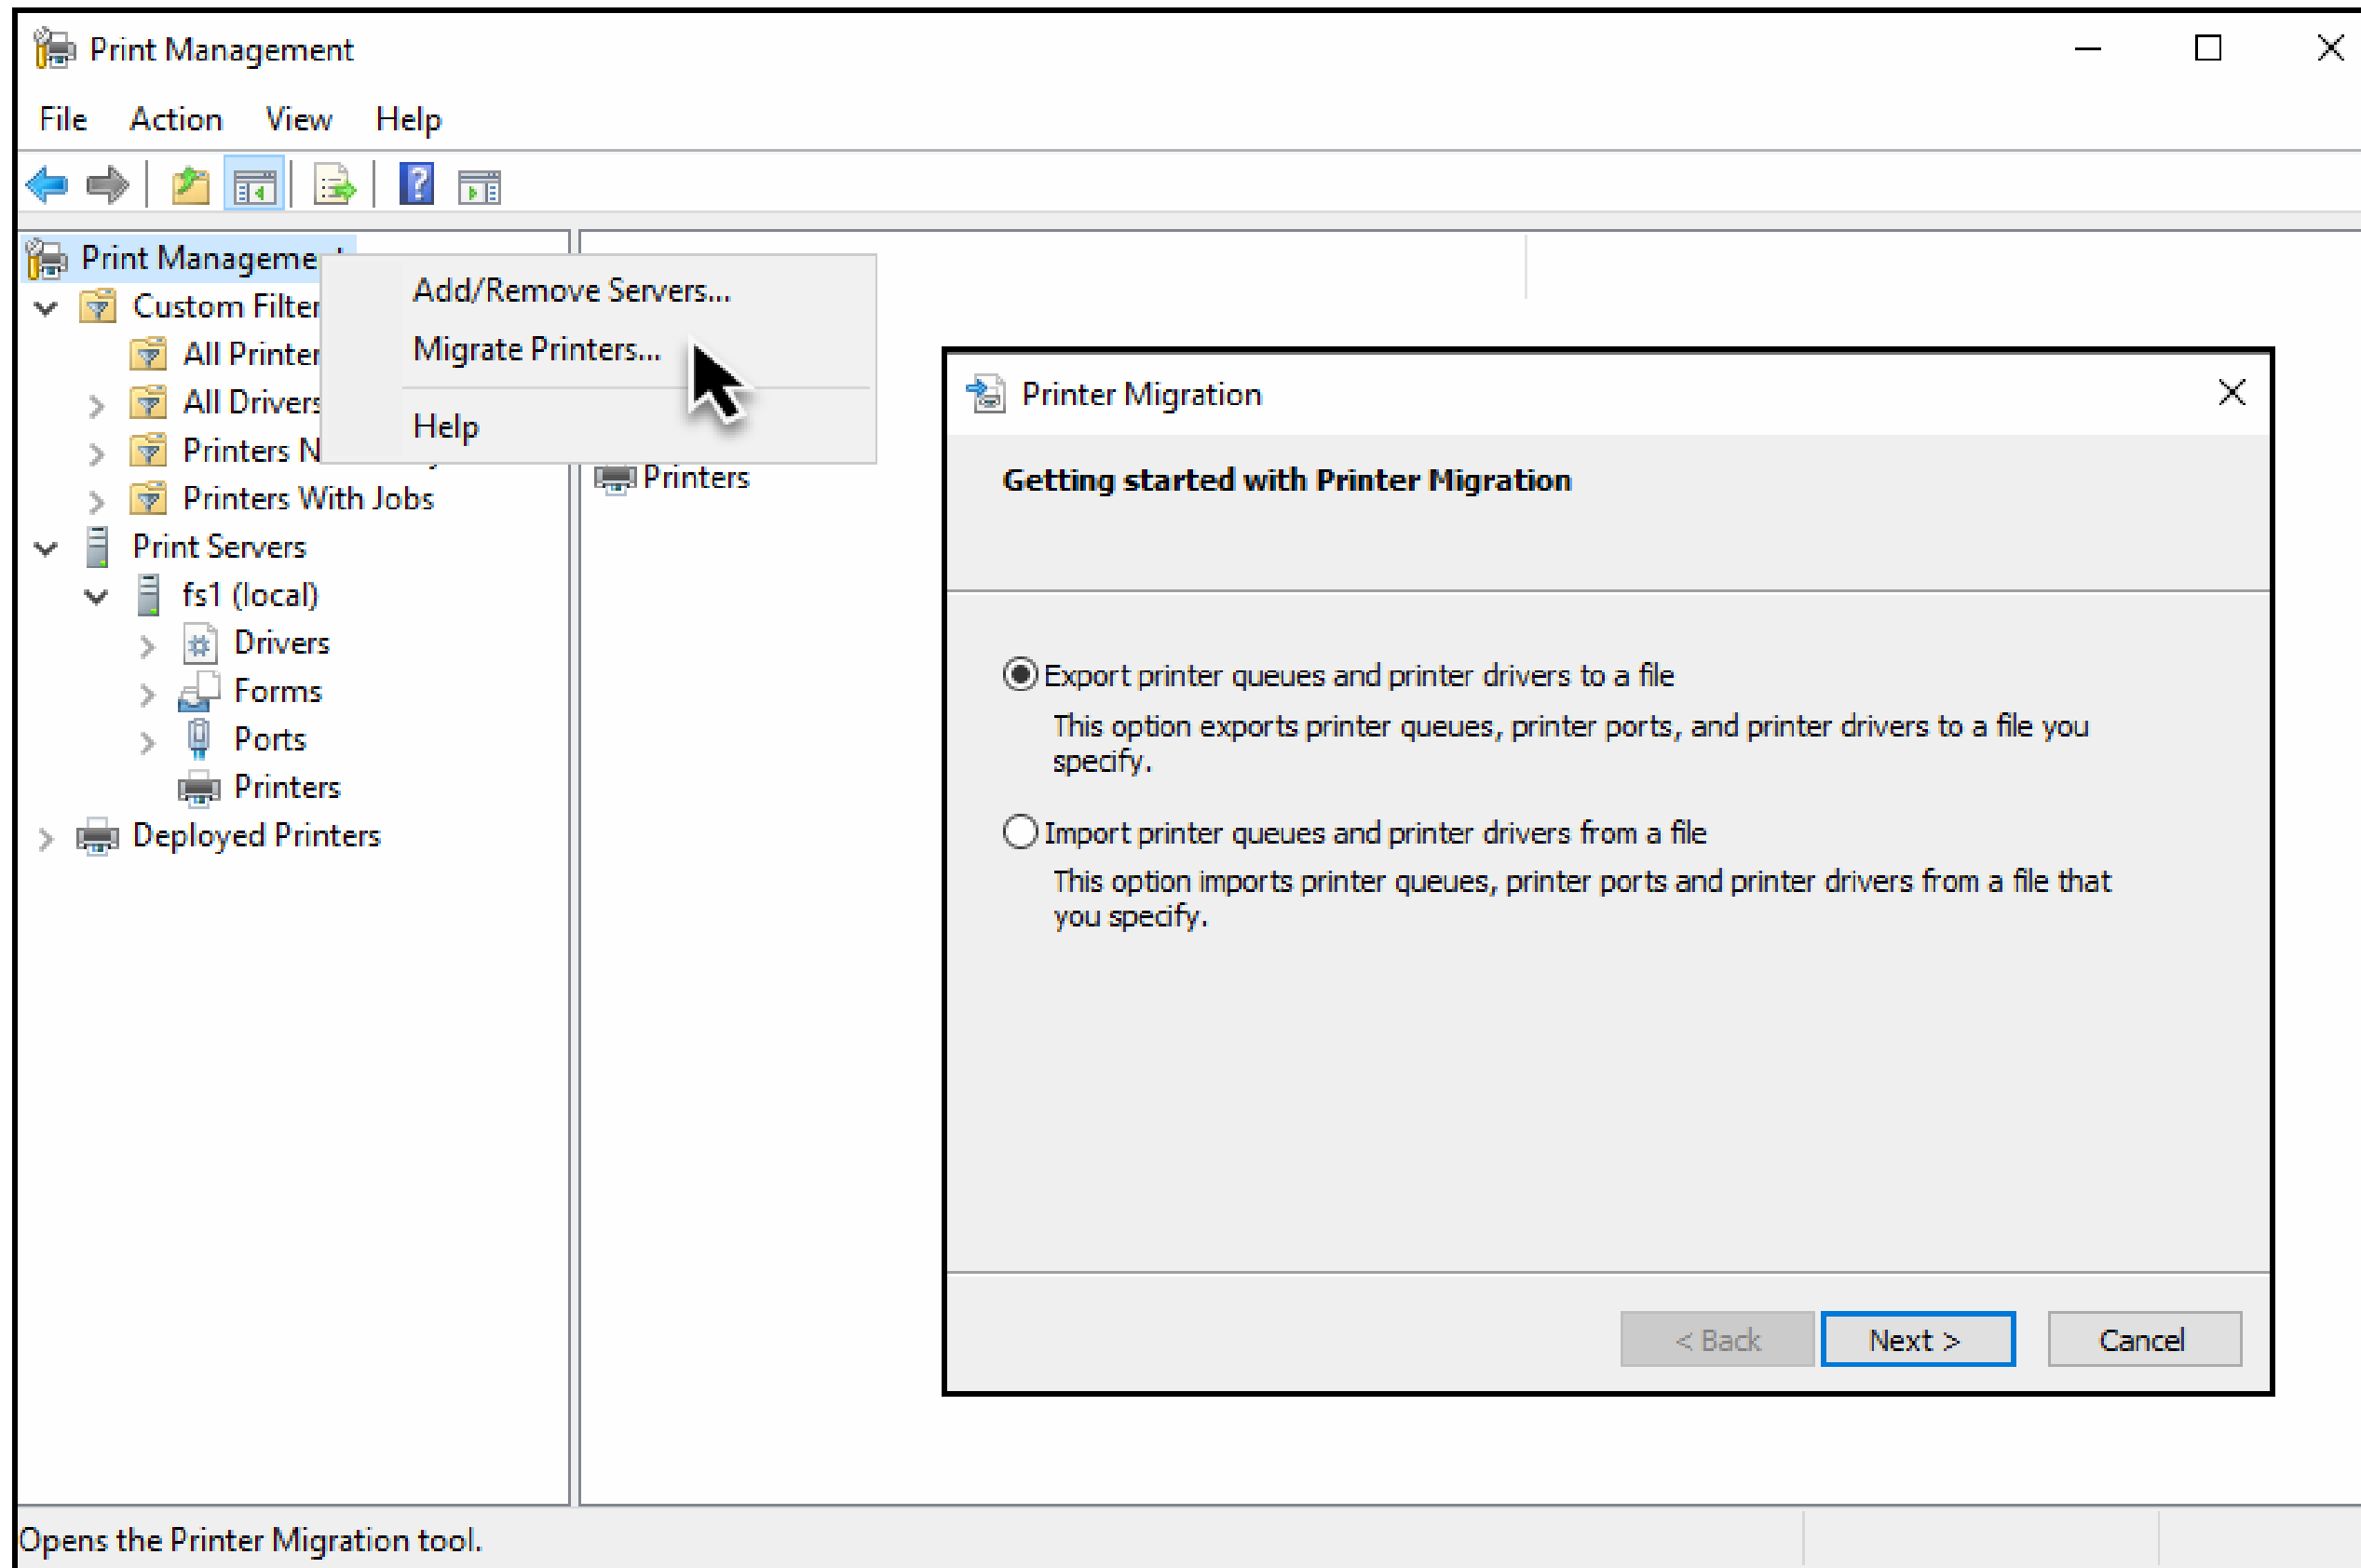 Print Management
File Action View Help
Print Manageme
Add/Remove Servers...
Custom Filter
Migrate Printers...
All Printer
All Drivers
Help
Printers N
Printers
Printers With Jobs
Print Servers
fs1 (local)
Drivers
Forms
Ports
Printers
Deployed Printers
Printer Migration
Getting started with Printer Migration
Export printer queues and printer drivers to a file
This option exports printer queues, printer ports, and printer drivers to a file you
specify.
Import printer queues and printer drivers from a file
This option imports printer queues, printer ports and printer drivers from a file that
you specify.
< Back Next > Cancel
Opens the Printer Migration tool.